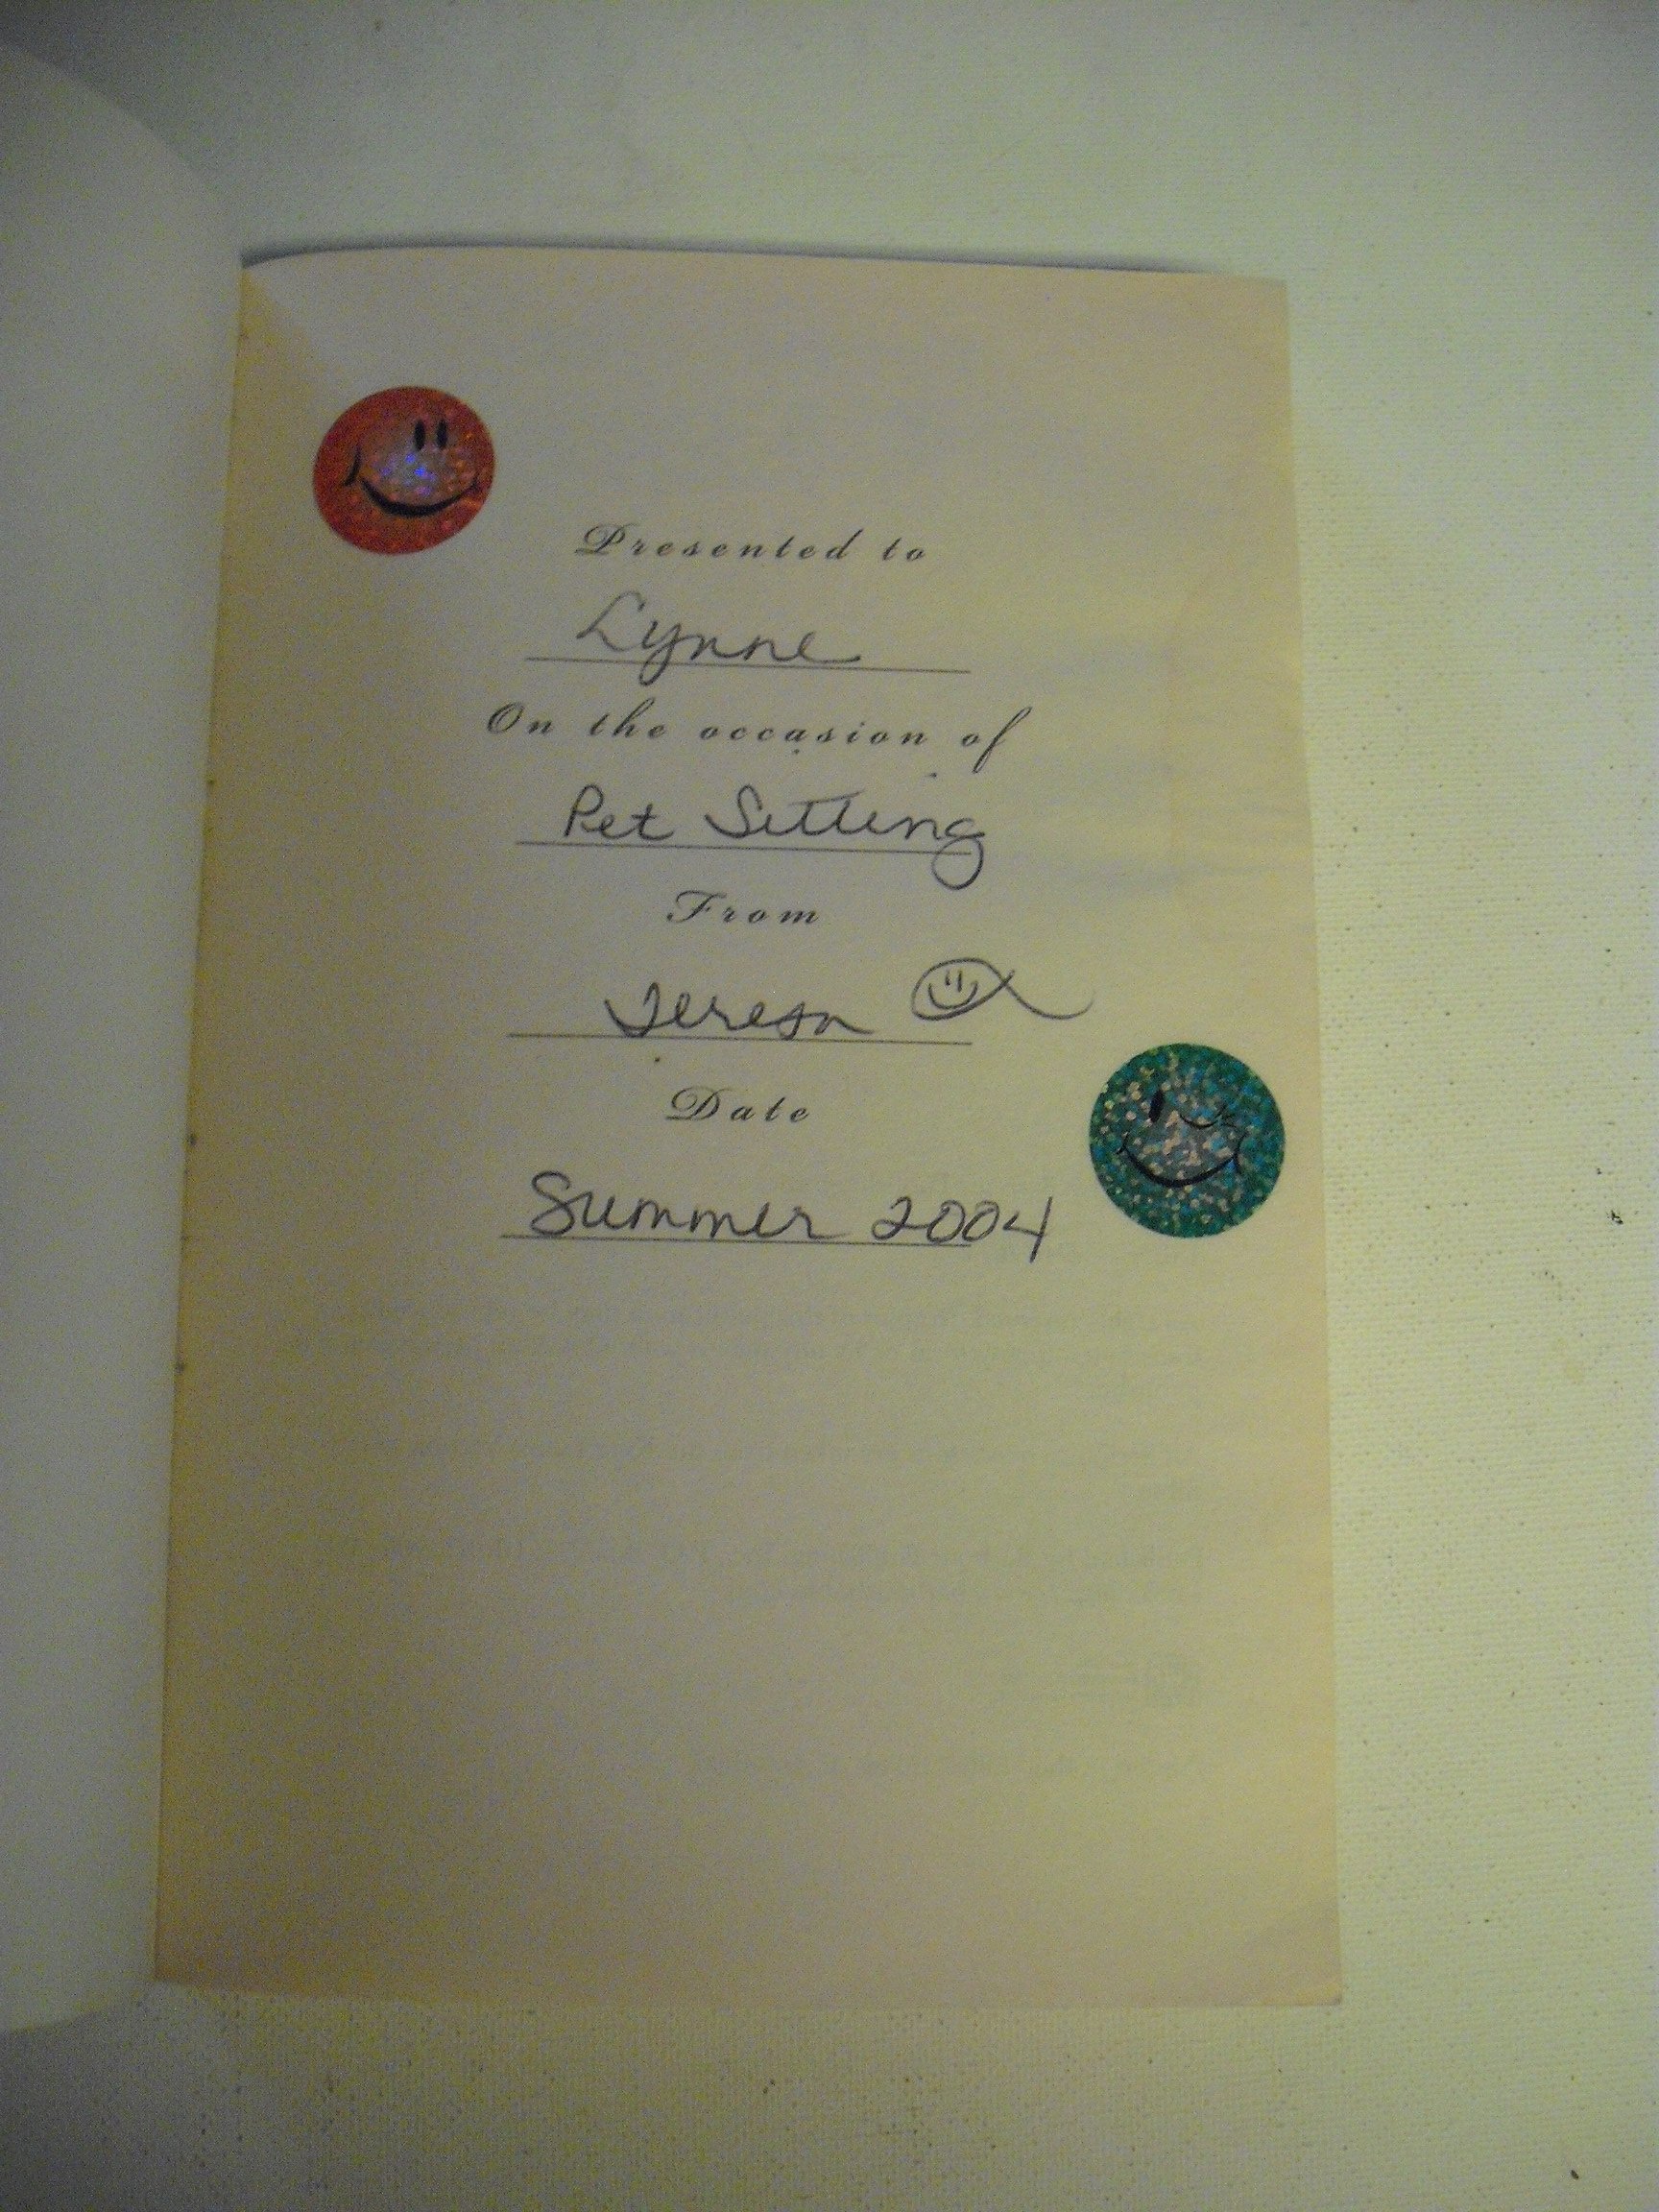 Presented to
Lynne
On the occasion of
Pet Sitting
From
Teresa
Date
Summer 2004